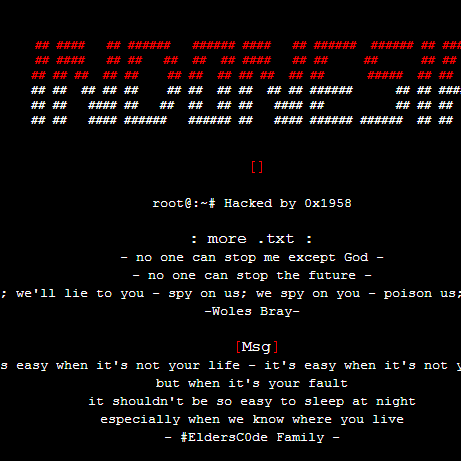 INDONESI
[]
root@:~# Hacked by 0x1958
: more .txt :
- no one can stop me except God -
- no one can stop the future -
; we'll lie to you - spy on us; we spy on you - poison us;
-Woles Bray-
[Msg]
s easy when it's not your life - it's easy when it's not y
but when it's your fault
it shouldn't be so easy to sleep at night
especially when we know where you live
- #EldersC0de Family -